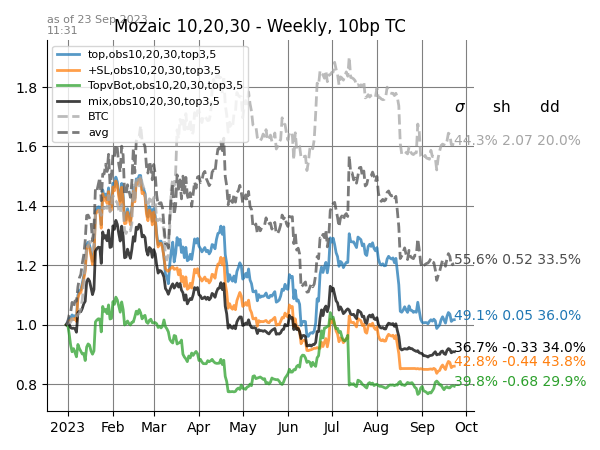 as of 23 Sep 2023
11:31
Mozaic 10,20,30 - Weekly, 10bp TC
top,obs10,20,30,top3,5
+SL,obs10,20,30,top3,5
TopvBot,obs10,20,30,top3,5
mix,obs10,20,30,top3,5
BTC
avg
σ sh dd
44.3% 2.07 20.0%
55.6% 0.52 33.5%
49.1% 0.05 36.0%
36.7% -0.33 34.0%
42.8% -0.44 43.8%
39.8% -0.68 29.9%
1.8
1.6
1.4
1.2
1.0
0.8
2023 Feb Mar Apr May Jun Jul Aug Sep Oct